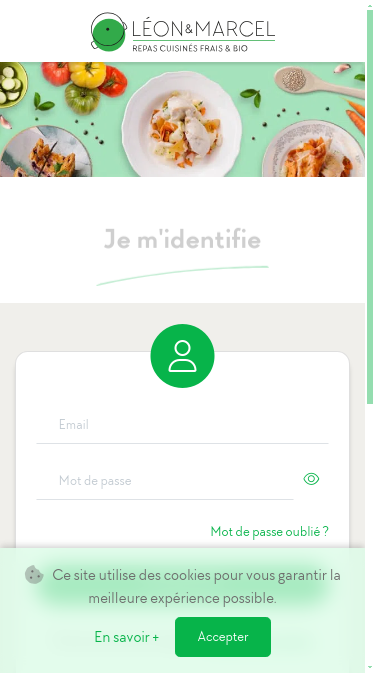 LÉON&MARCEL
REPAS CUISINÉS FRAIS & BIO
Je m'identifie
Email
Mot de passe
Mot de passe oublié ?
Ce site utilise des cookies pour vous garantir la
meilleure expérience possible.
En savoir + Accepter